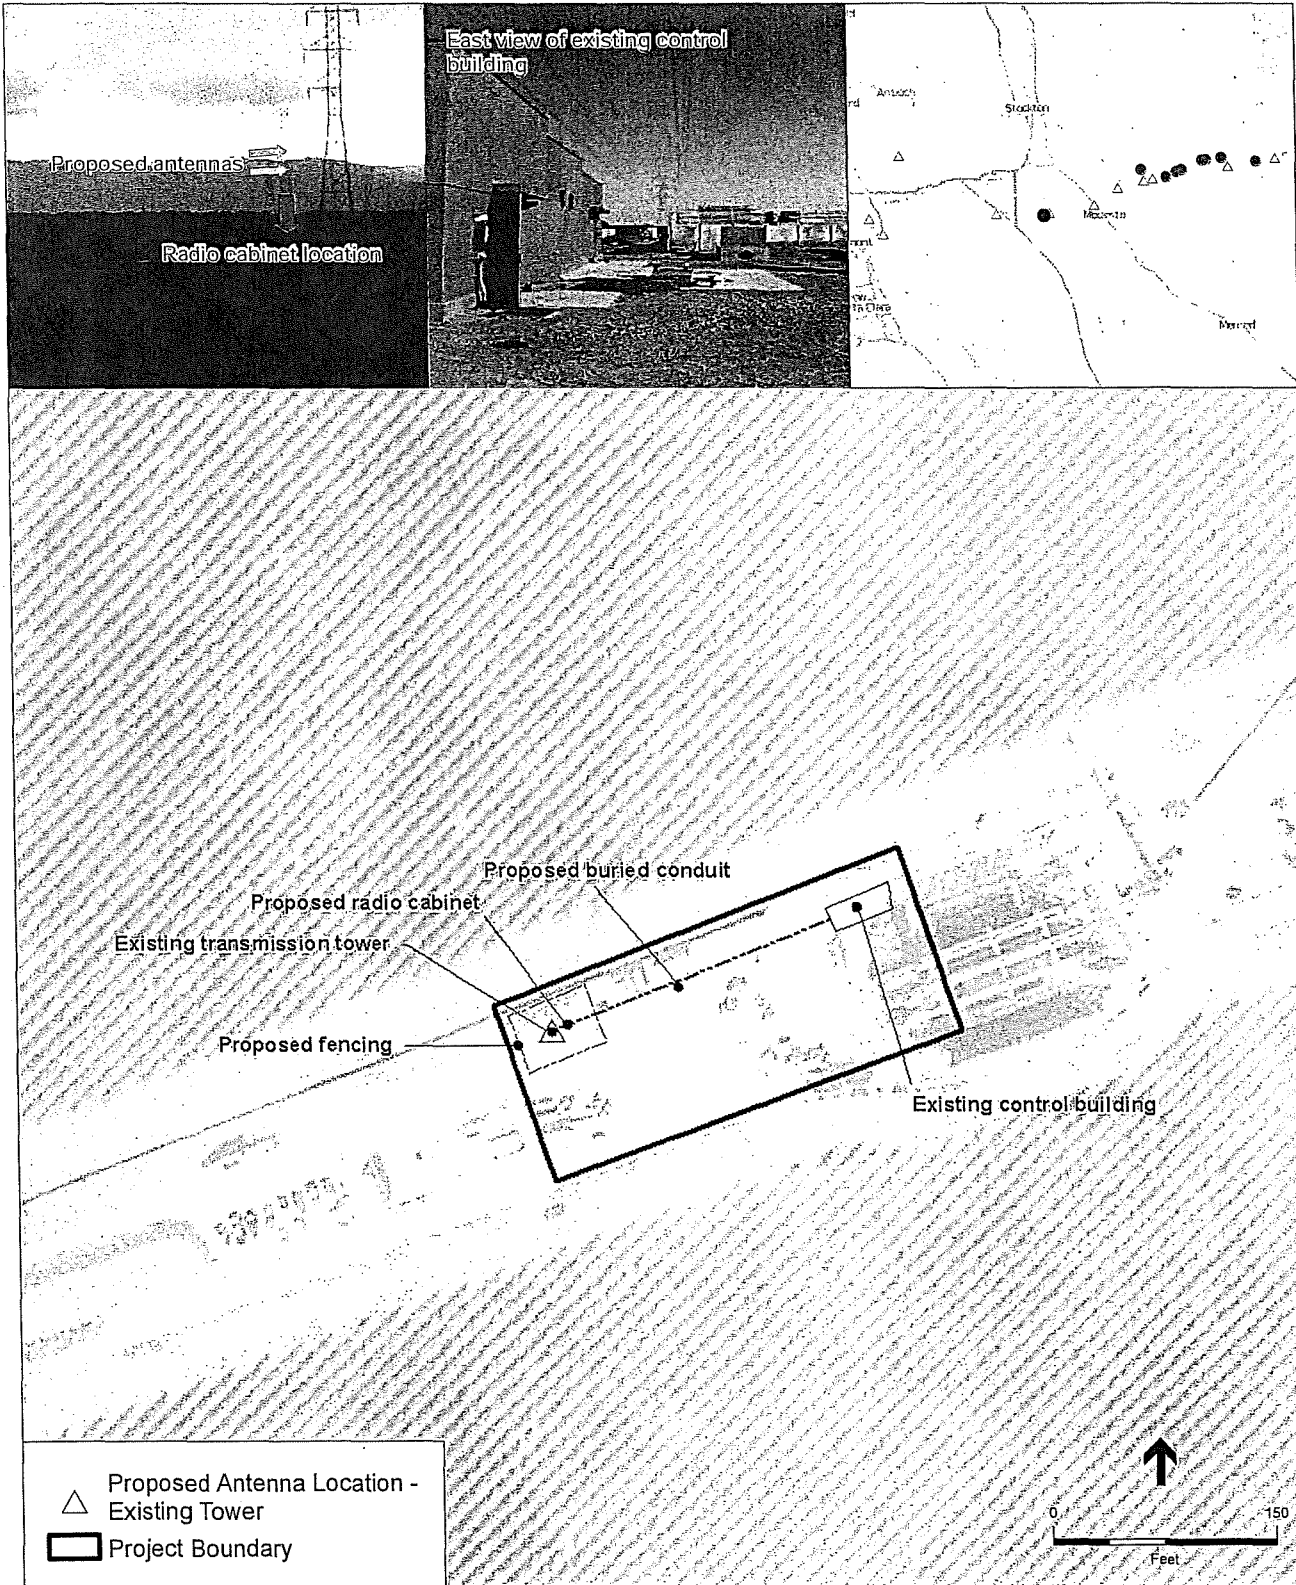 Proposed antennas
Radio cabinet location
East view of existing control
building
Antioch
Stockton
Modesto
mont
Merced
Proposed buried conduit
Proposed radio cabinet
Existing transmission tower
Proposed fencing
Existing control building
Proposed Antenna Location -
Existing Tower
Project Boundary
0
150
Feet